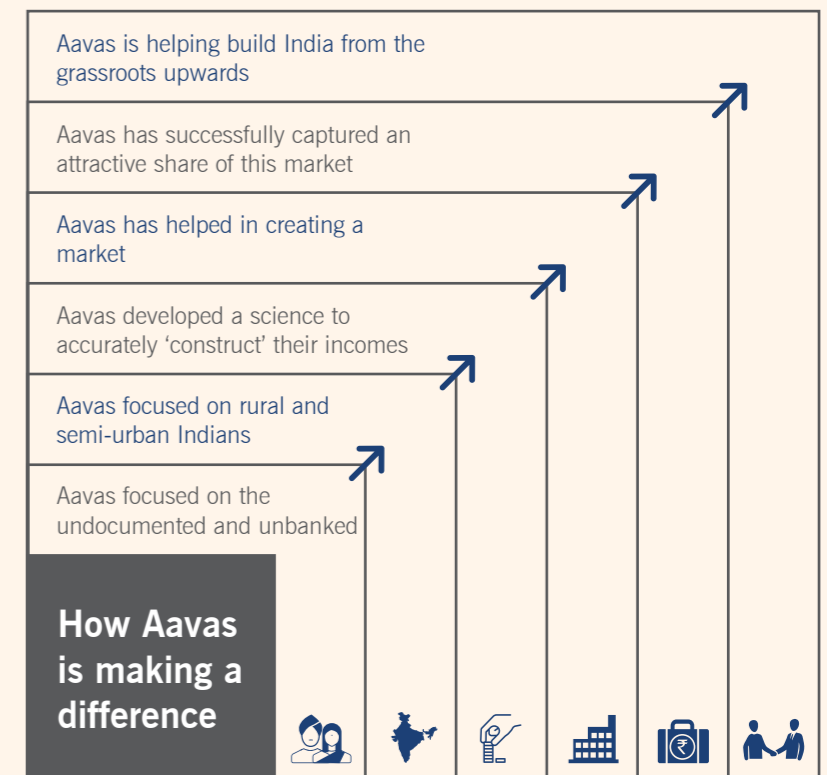 Aavas is helping build India from the
grassroots upwards
Aavas has successfully captured an
attractive share of this market
Aavas has helped in creating a
market
Aavas developed a science to
accurately ‘construct’ their incomes
Aavas focused on rural and
semi-urban Indians
Aavas focused on the
undocumented and unbanked
How Aavas
is making a
difference
₹